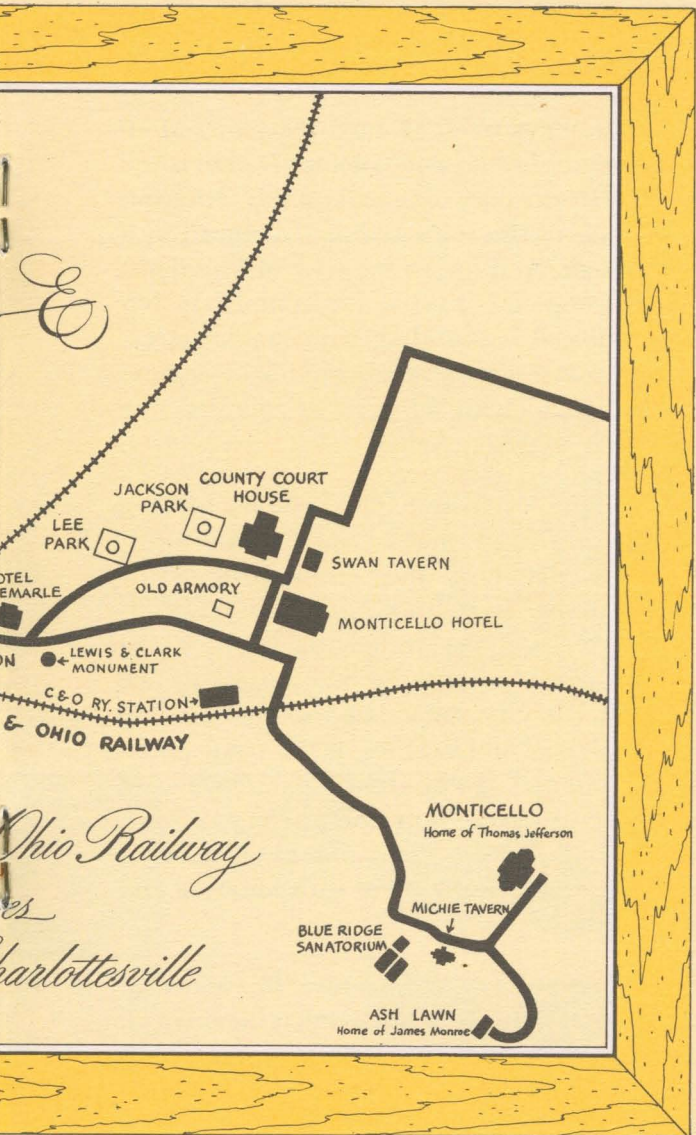 &
JACKSON
PARK
COUNTY COURT
HOUSE
LEE
PARK
SWAN TAVERN
OLD ARMORY
MONTICELLO HOTEL
LEWIS & CLARK
MONUMENT
C&O RY. STATION
& OHIO RAILWAY
MONTICELLO
Home of Thomas Jefferson
Ohio Railway
MICHIE TAVERN
BLUE RIDGE
SANATORIUM
harlottesville
ASH LAWN
Home of James Monroe